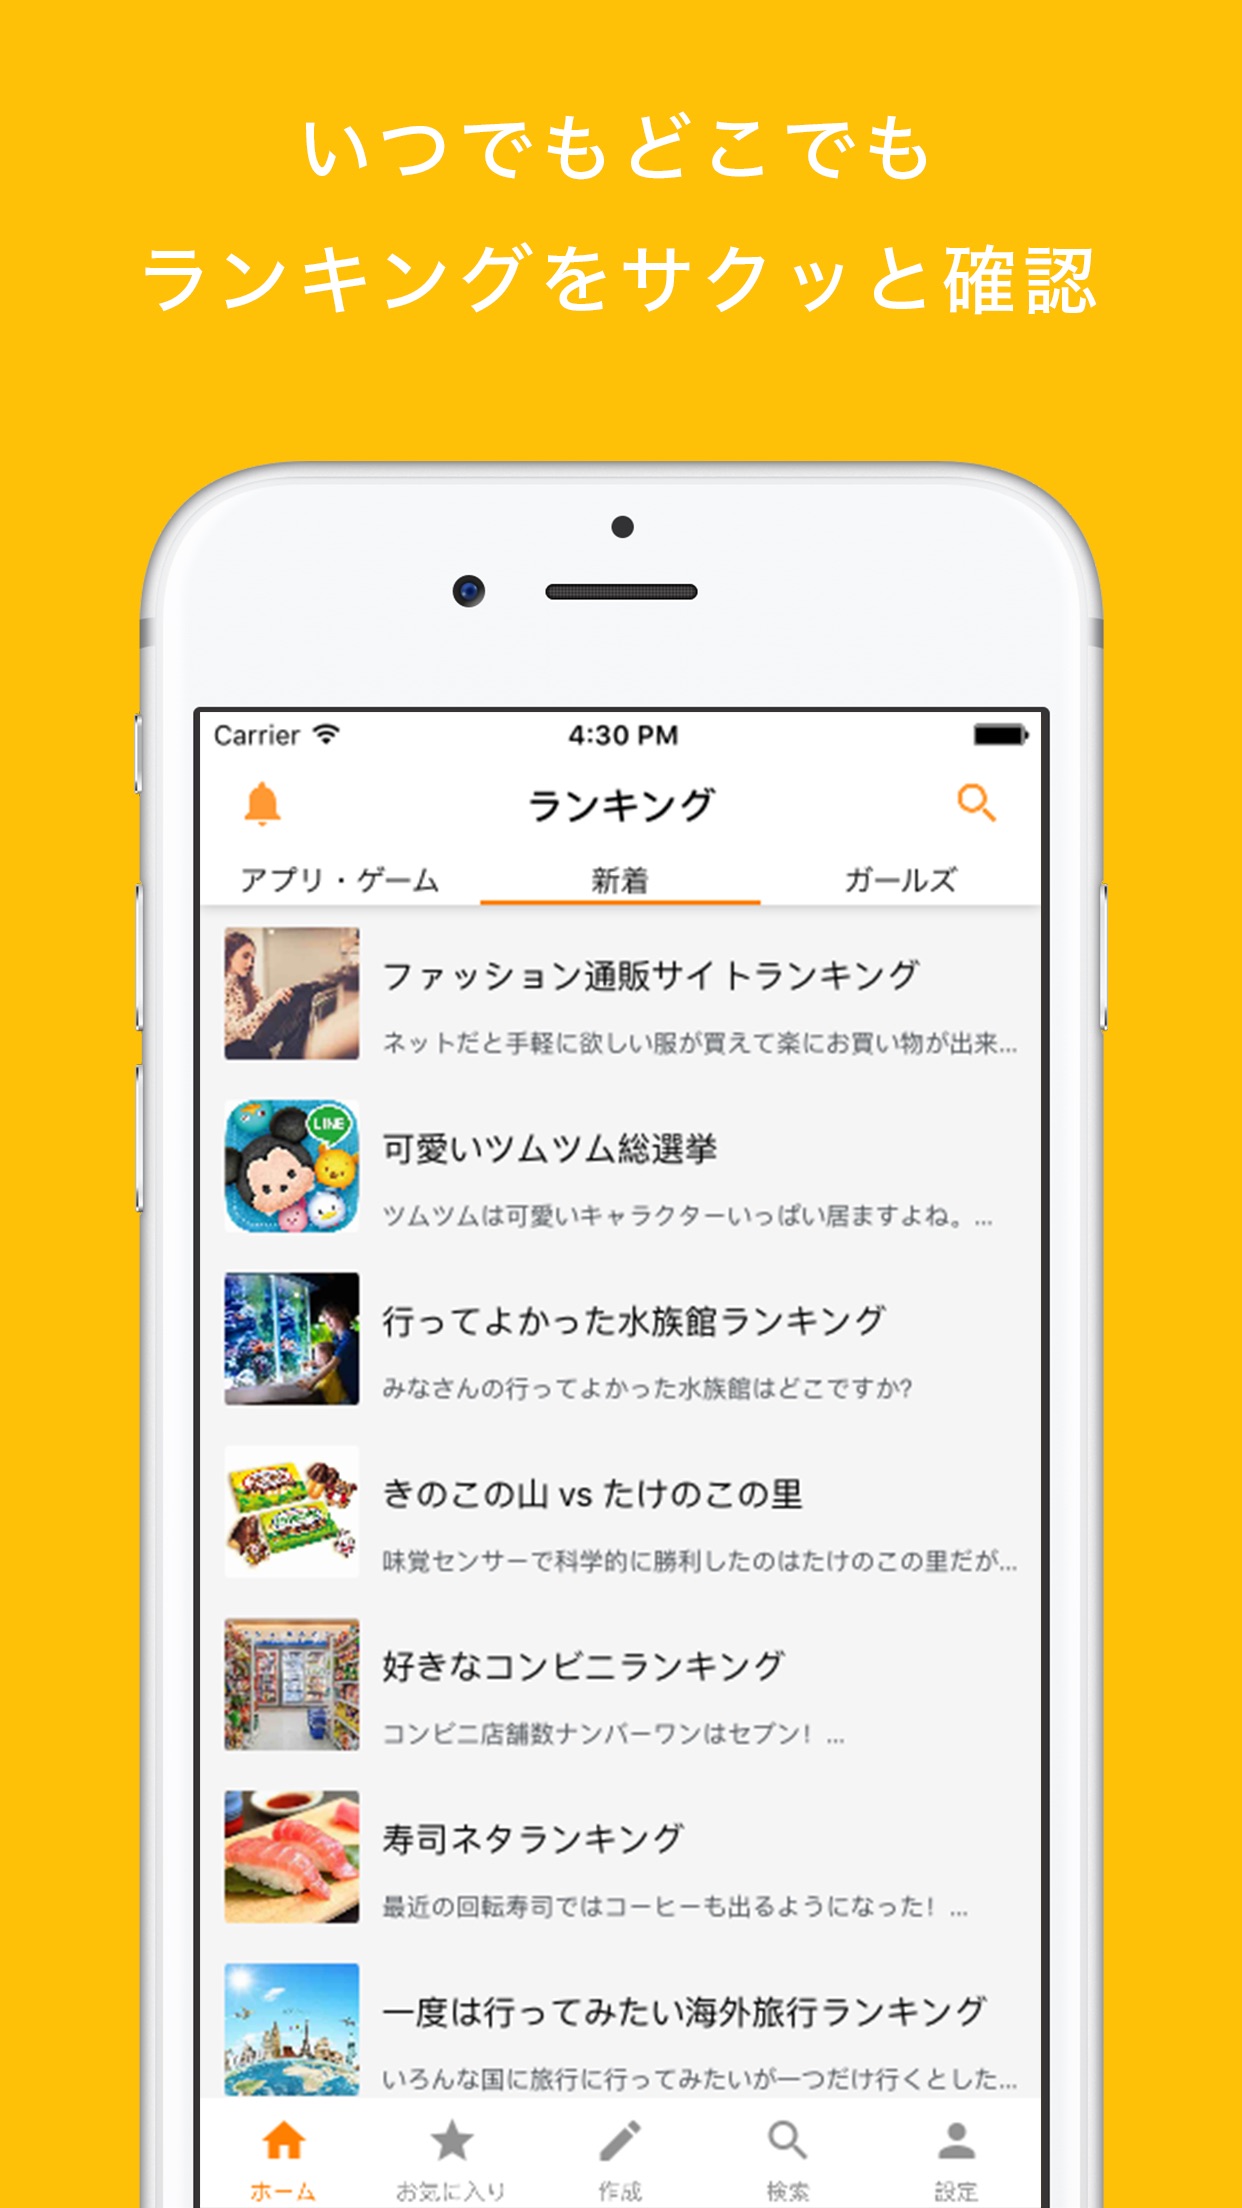 いつでもどこでも
ランキングをサクッと確認
Carrier 4:30 PM
ランキング
アプリ・ゲーム 新着 ガールズ
ファッション通販サイトランキング
ネットだと手軽に欲しい服が買えて楽にお買い物が出来...
LINE
可愛いツムツム総選挙
ツムツムは可愛いキャラクターいっぱい居ますよね。...
行ってよかった水族館ランキング
みなさんの行ってよかった水族館はどこですか?
きのこの山 vs たけのこの里
味覚センサーで科学的に勝利したのはたけのこの里だが...
好きなコンビニランキング
コンビニ店舗数ナンバーワンはセブン！...
寿司ネタランキング
最近の回転寿司ではコーヒーも出るようになった！...
一度は行ってみたい海外旅行ランキング
いろんな国に旅行に行ってみたいが一つだけ行くとした...
ホーム お気に入り 作成 検索 設定